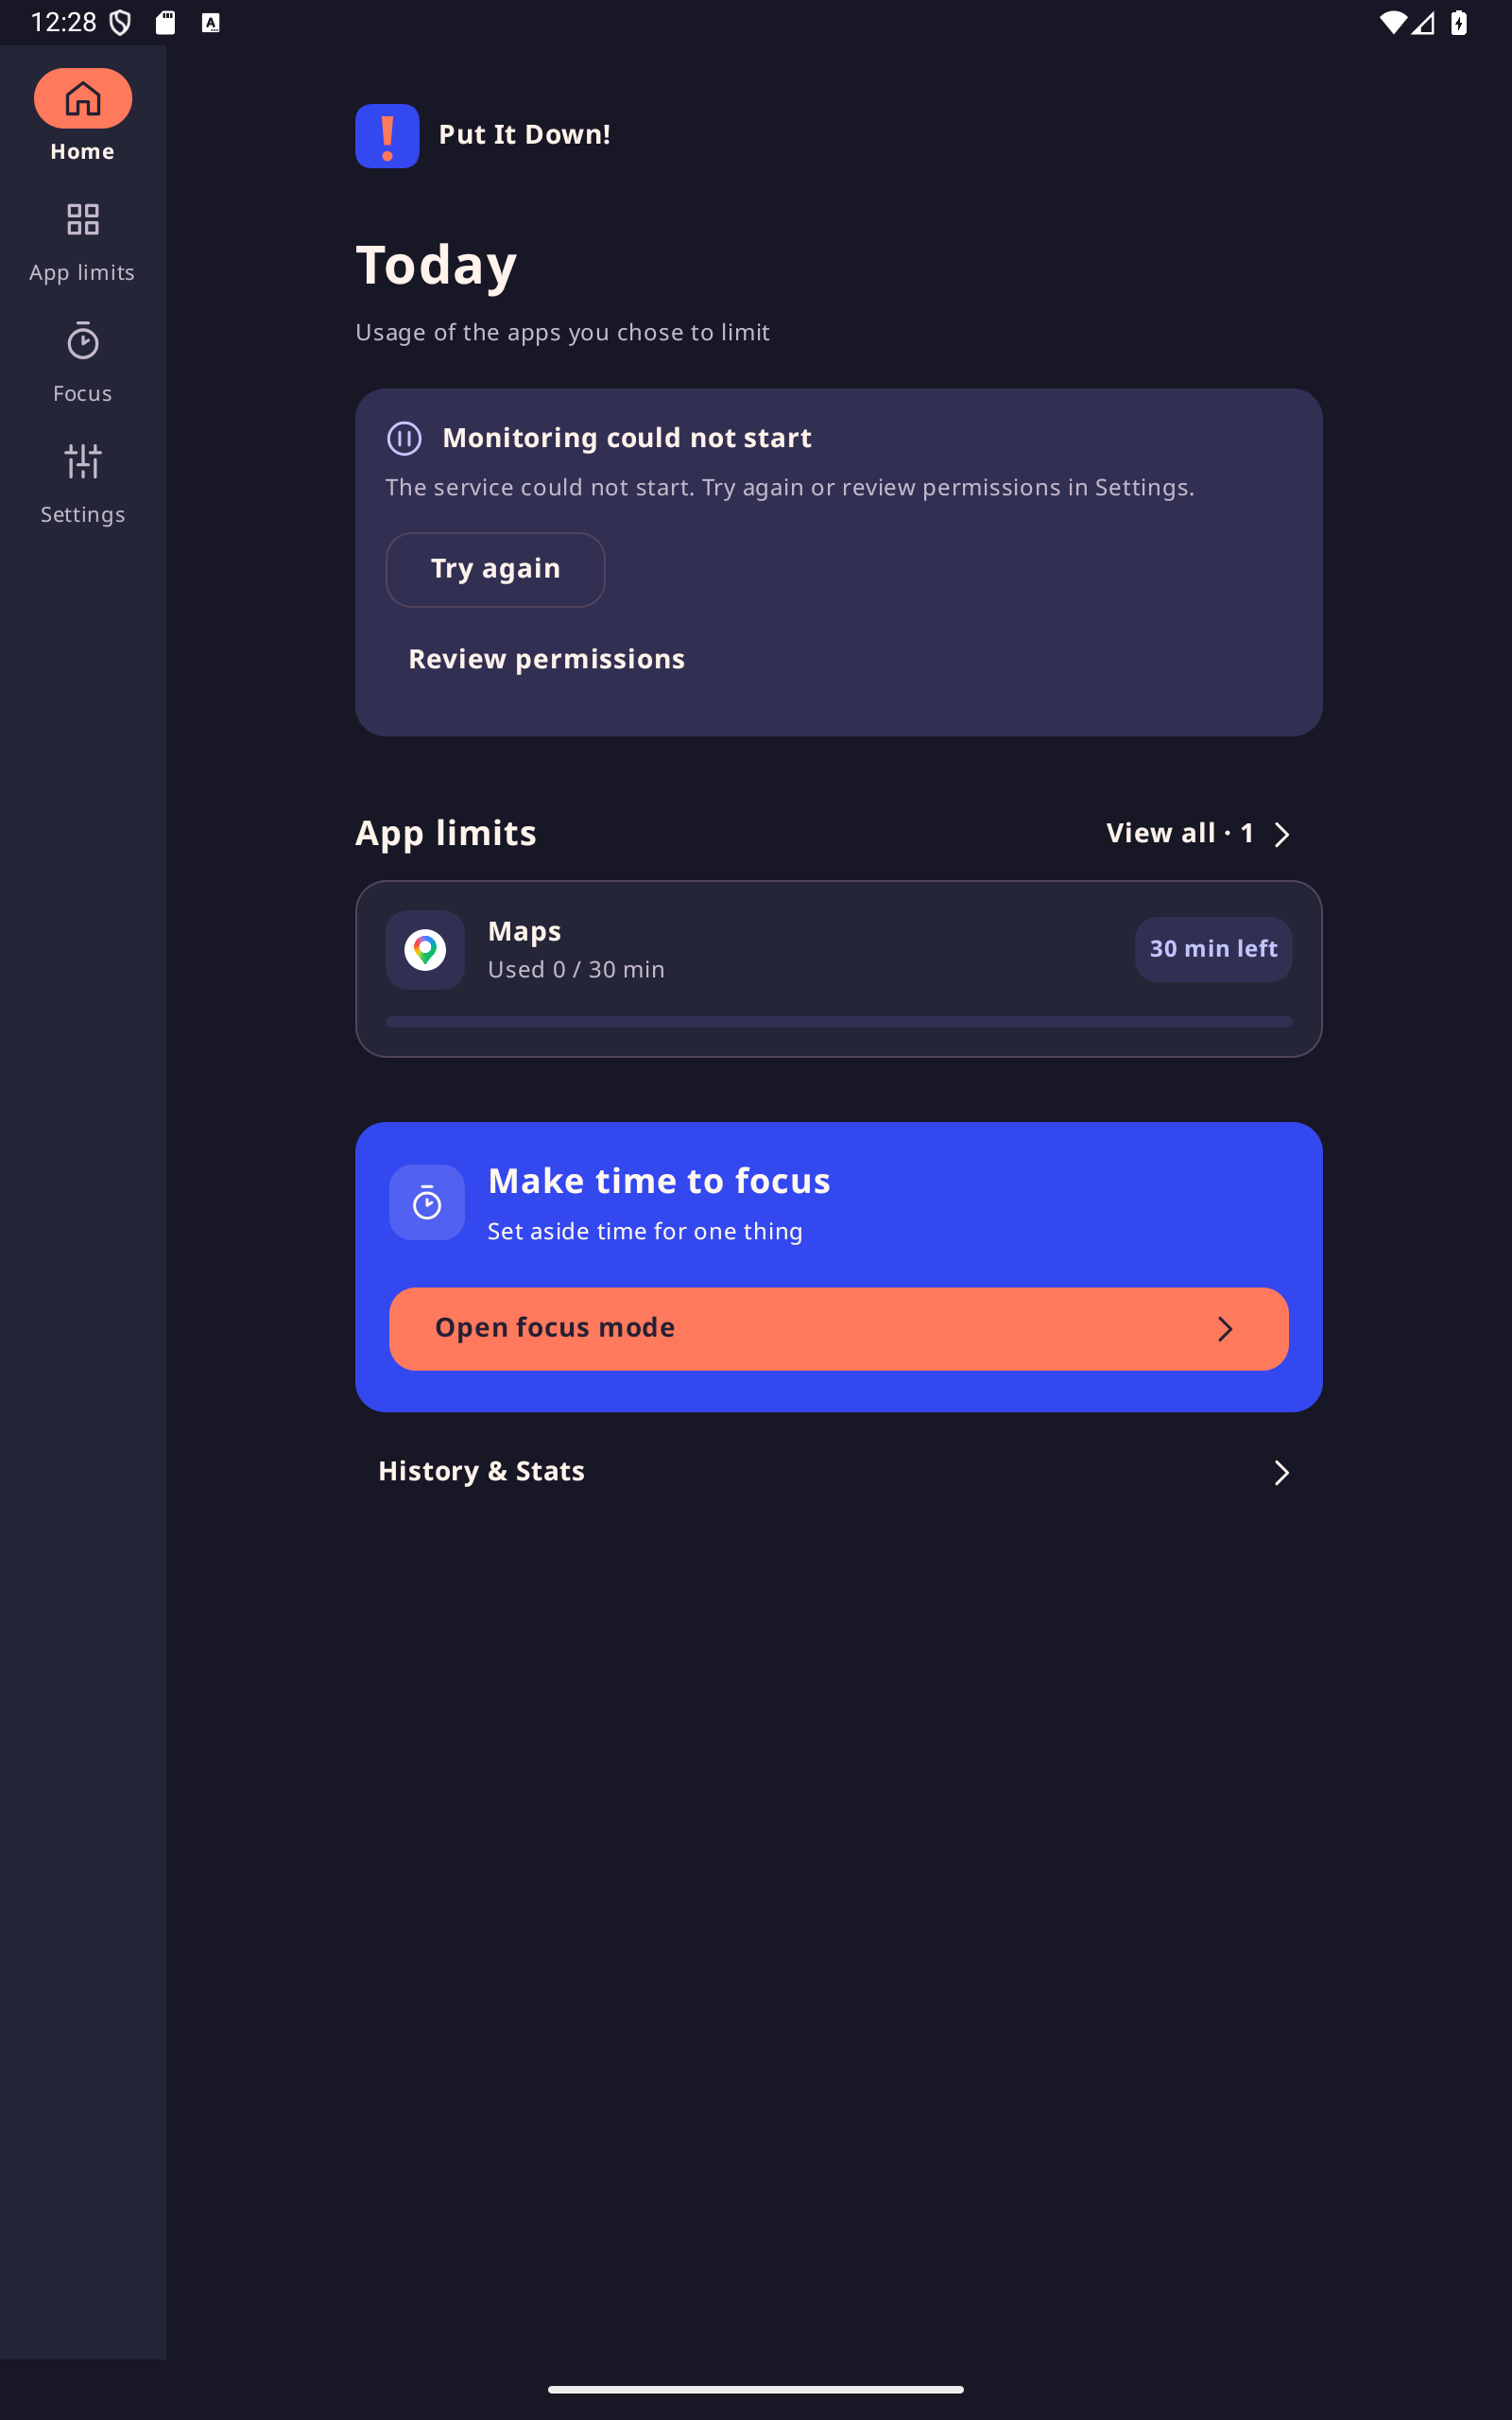 12:28
Home
App limits
Focus
Settings
Put It Down!
Today
Usage of the apps you chose to limit
Monitoring could not start
The service could not start. Try again or review permissions in Settings.
Try again
Review permissions
App limits
View all · 1
Maps
Used 0 / 30 min
30 min left
Make time to focus
Set aside time for one thing
Open focus mode
History & Stats